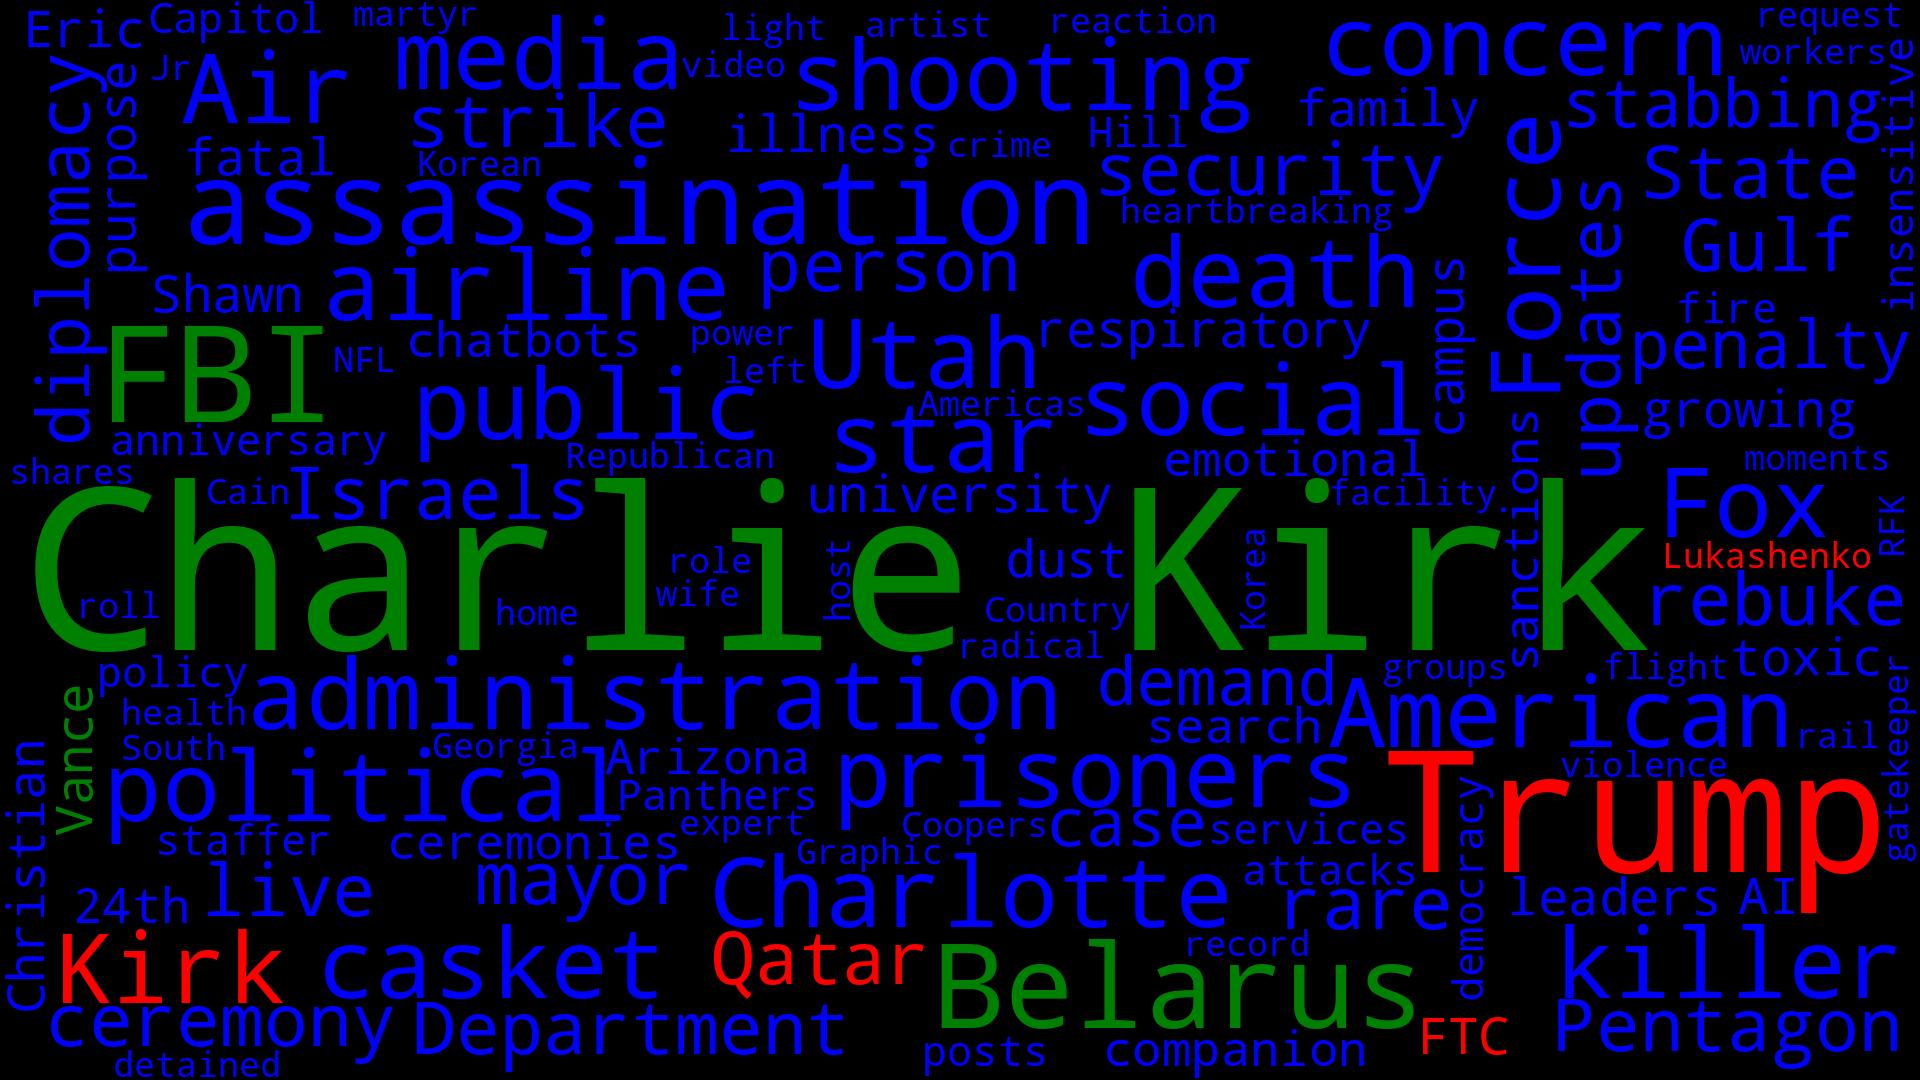 Eric Capitol martyr light artist reaction concern request
Jr Air media video shooting workers
diplomacy purpose strike family stabbing insensitive
fatal Korean illness crime Hill security Force State
assassination heartbreaking updates Gulf
Shawn airline person death campus fire
FBI NFL chatbots power Utah respiratory penalty
left Americas social growing
anniversary public star
shares Republican emotional moments
Cain Israels university facility sanctions Fox RFK
Charlie Kirk
roll home role wife host dust Country Korea Lukashenko rebuke
radical
Vance policy administration demand groups flight toxic gatekeeper
health search American rail
South Georgia Arizona prisoners violence
Christian political Panthers Trump
staffer ceremonies expert Coopers case services democracy
Graphic attacks
24th live mayor Charlotte rare leaders AI
Kirk casket Qatar Belarus record killer
ceremony Department FTC Pentagon
detained posts companion